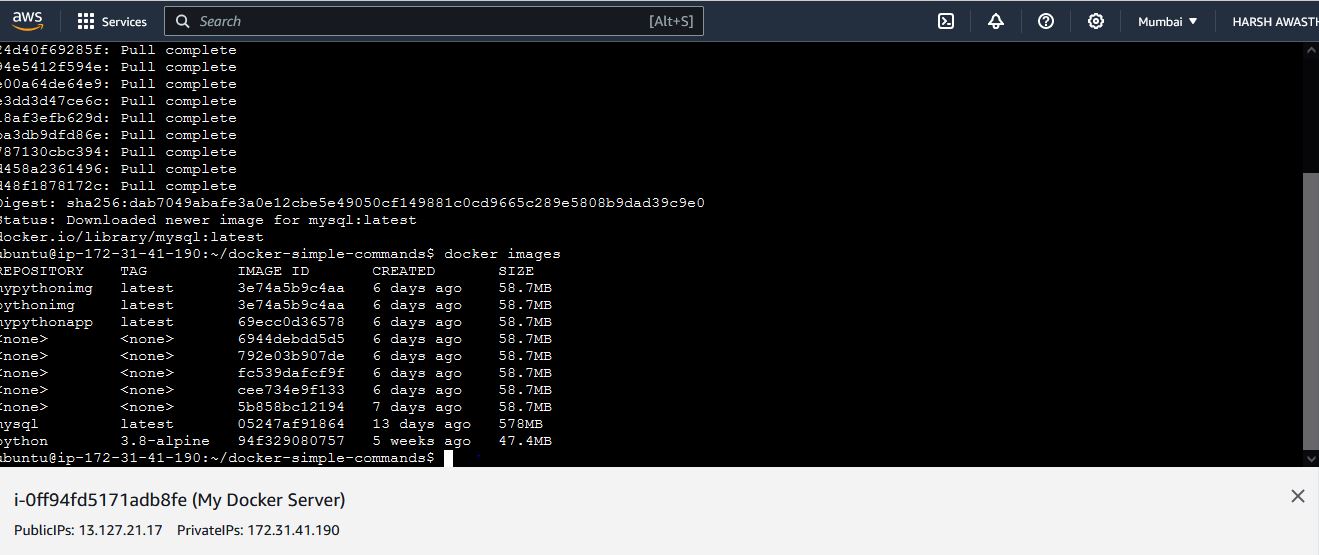 aws Services Search [Alt+S] Mumbai HARSH AWASTH
24d40f69285f: Pull complete
94e5412f594e: Pull complete
e00a64de64e9: Pull complete
e3dd3d47ce6c: Pull complete
18af3efb629d: Pull complete
ba3db9dfd86e: Pull complete
787130cbc394: Pull complete
d458a2361496: Pull complete
d48f1878172c: Pull complete
Digest: sha256:dab7049abafe3a0e12cbe5e49050cf149881c0cd9665c289e5808b9dad39c9e0
Status: Downloaded newer image for mysql:latest
docker.io/library/mysql:latest
ubuntu@ip-172-31-41-190:~/docker-simple-commands$ docker images
REPOSITORY TAG IMAGE ID CREATED SIZE
mypythonimg latest 3e74a5b9c4aa 6 days ago 58.7MB
pythonimg latest 3e74a5b9c4aa 6 days ago 58.7MB
mypythonapp latest 69ecc0d36578 6 days ago 58.7MB
<none> <none> 6944debdd5d5 6 days ago 58.7MB
<none> <none> 792e03b907de 6 days ago 58.7MB
<none> <none> fc539dafcf9f 6 days ago 58.7MB
<none> <none> cee734e9f133 6 days ago 58.7MB
<none> <none> 5b858bc12194 7 days ago 58.7MB
mysql latest 05247af91864 13 days ago 578MB
python 3.8-alpine 94f329080757 5 weeks ago 47.4MB
ubuntu@ip-172-31-41-190:~/docker-simple-commands$
i-0ff94fd5171adb8fe (My Docker Server)
PublicIPs: 13.127.21.17 PrivateIPs: 172.31.41.190